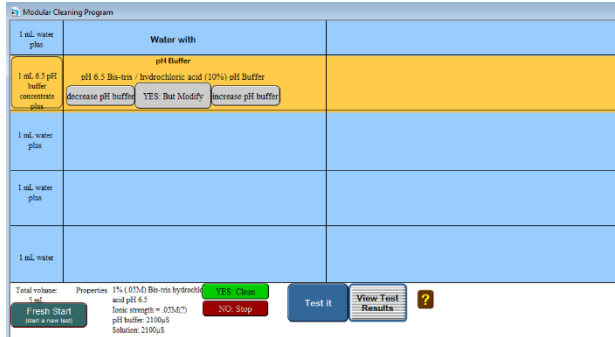 Modular Cleaning Program
1 mL water
plus
Water with
1 mL 6.5 pH
buffer
concentrate
plus
pH Buffer
pH 6.5 Bis-tris / hydrochloric acid (10%) pH Buffer
decrease pH buffer
YES: But Modify
increase pH buffer
1 mL water
plus
1 mL water
plus
1 mL water
Total volume:
5 mL
Fresh Start
(start a new test)
Properties
1% (.05M) Bis-tris hydrochlo
acid pH 6.5
Ionic strength = .05M(?)
pH buffer: 2100µS
Solution: 2100µS
YES: Clean
NO: Stop
Test it
View Test
Results
?